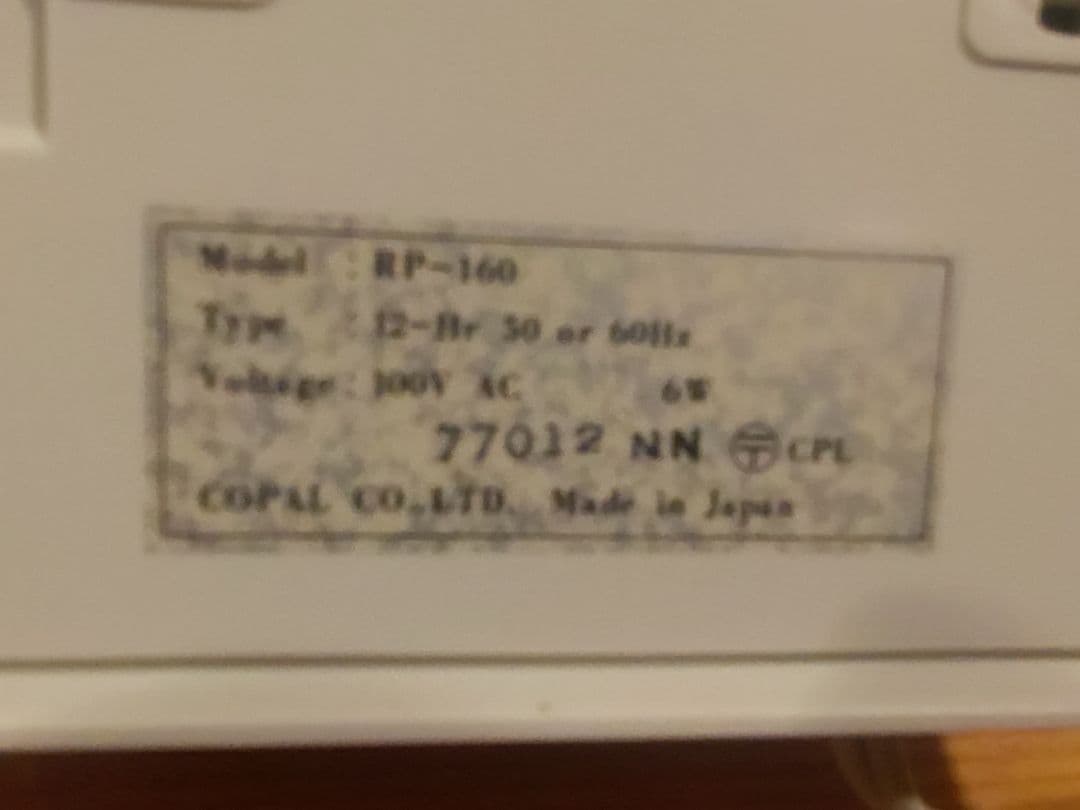 Model : RP-160
Type : 12-Hr 50 or 60Hz
Voltage : 100V AC 6W
77012 NN 〒 CPL
COPAL CO.,LTD. Made in Japan